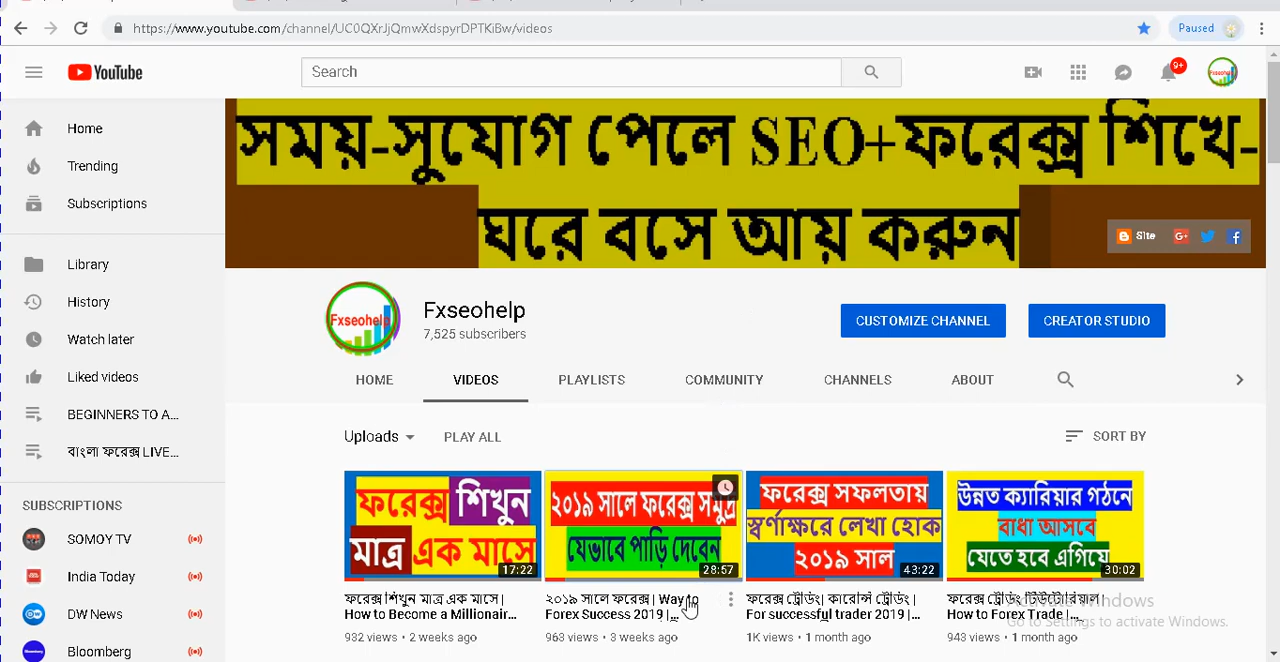 https://www.youtube.com/channel/UC0QXrJjQmwXdspyrDPTKiBw/videos
Paused
YouTube
Search
9+
Fxseohelp
Home
Trending
Subscriptions
Library
History
Watch later
Liked videos
BEGINNERS TO A...
বাংলা ফরেক্স LIVE...
SUBSCRIPTIONS
SOMOY TV
India Today
DW News
Bloomberg
সময়-সুযোগ পেলে SEO+ফরেক্স শিখে-
ঘরে বসে আয় করুন
Site
Fxseohelp
Fxseohelp
7,525 subscribers
CUSTOMIZE CHANNEL
CREATOR STUDIO
HOME VIDEOS PLAYLISTS COMMUNITY CHANNELS ABOUT
Uploads PLAY ALL SORT BY
ফরেক্স শিখুন
মাত্র এক মাসে
17:22
ফরেক্স শিখুন মাত্র এক মাসে |
How to Become a Millionair...
932 views • 2 weeks ago
২০১৯ সালে ফরেক্স সমুদ্র
যেভাবে পাড়ি দেবেন
28:57
২০১৯ সালে ফরেক্স | Way to
Forex Success 2019 |...
963 views • 3 weeks ago
ফরেক্স সফলতায়
স্বর্ণাক্ষরে লেখা হোক
২০১৯ সাল
43:22
ফরেক্স ট্রেডিং| কারেন্সি ট্রেডিং|
For successful trader 2019 |...
1K views • 1 month ago
উন্নত ক্যারিয়ার গঠনে
বাধা আসবে
যেতে হবে এগিয়ে
30:02
ফরেক্স ট্রেডিং টিউটোরিয়াল|
How to Forex Trade |...
943 views • 1 month ago
Activate Windows
Go to Settings to activate Windows.